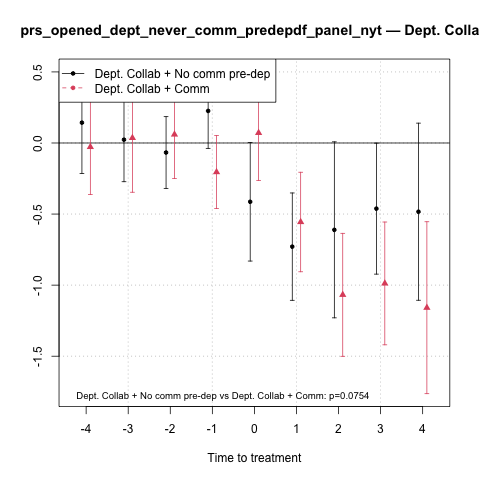 prs_opened_dept_never_comm_predepdf_panel_nyt — Dept. Colla
Dept. Collab + No comm pre-dep
Dept. Collab + Comm
0.5
0.0
-0.5
-1.0
-1.5
Dept. Collab + No comm pre-dep vs Dept. Collab + Comm: p=0.0754
-4 -3 -2 -1 0 1 2 3 4
Time to treatment